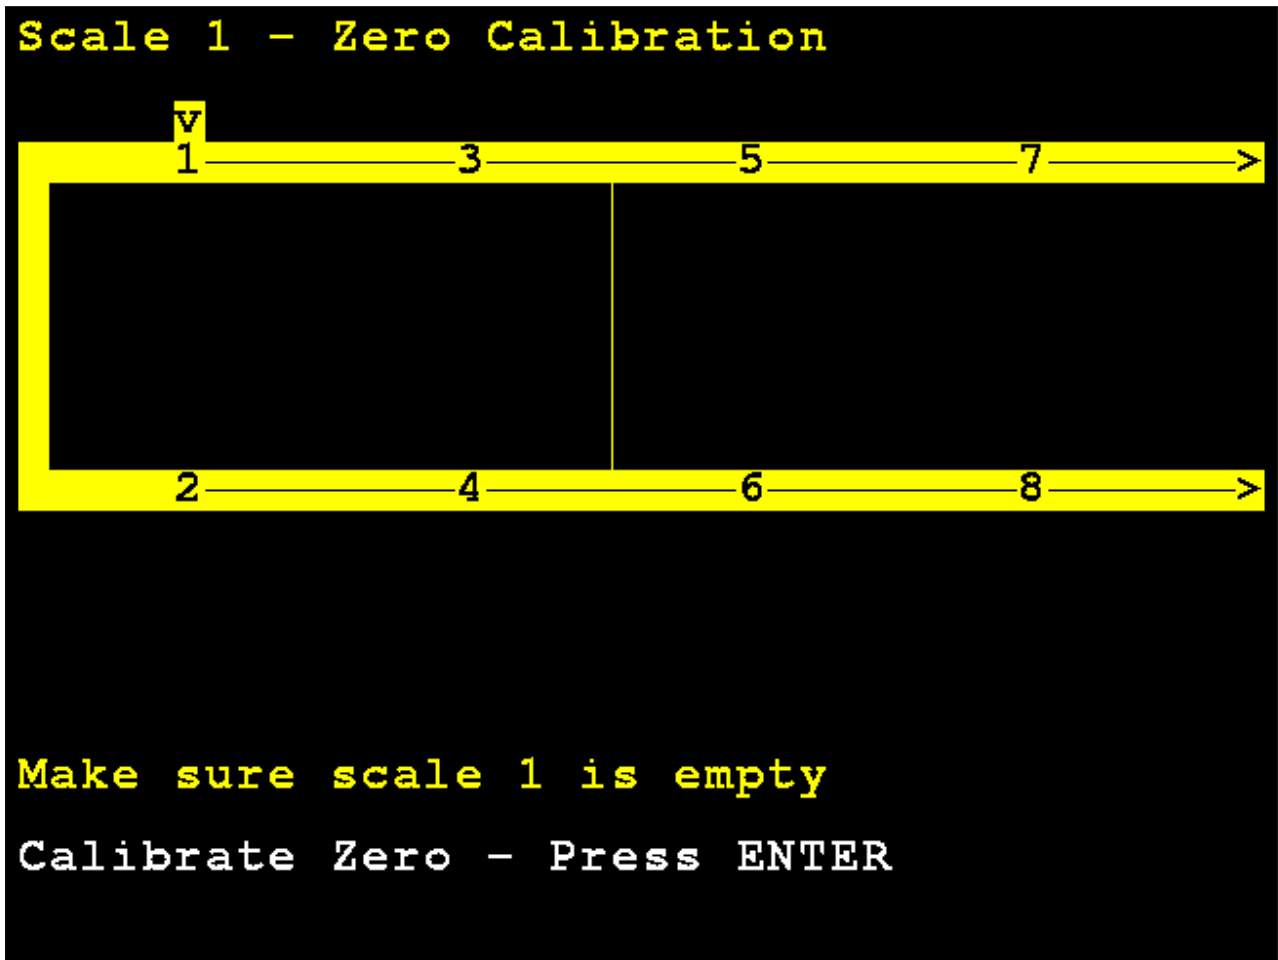 Scale 1 - Zero Calibration
v
1 3 5 7 >
2 4 6 8 >
Make sure scale 1 is empty
Calibrate Zero - Press ENTER